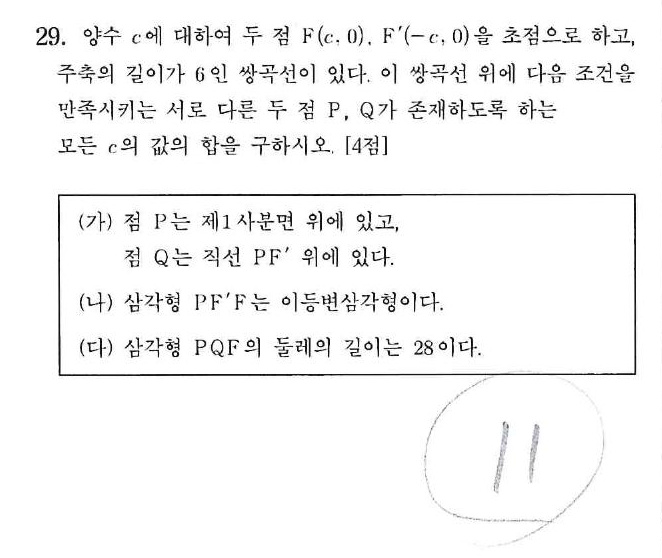 29. 양수 c에 대하여 두 점 F(c, 0), F′(−c, 0)을 초점으로 하고,
주축의 길이가 6인 쌍곡선이 있다. 이 쌍곡선 위에 다음 조건을
만족시키는 서로 다른 두 점 P, Q가 존재하도록 하는
모든 c의 값의 합을 구하시오. [4점]
(가) 점 P는 제1사분면 위에 있고,
점 Q는 직선 PF′ 위에 있다.
(나) 삼각형 PF′F는 이등변삼각형이다.
(다) 삼각형 PQF의 둘레의 길이는 28이다.
11